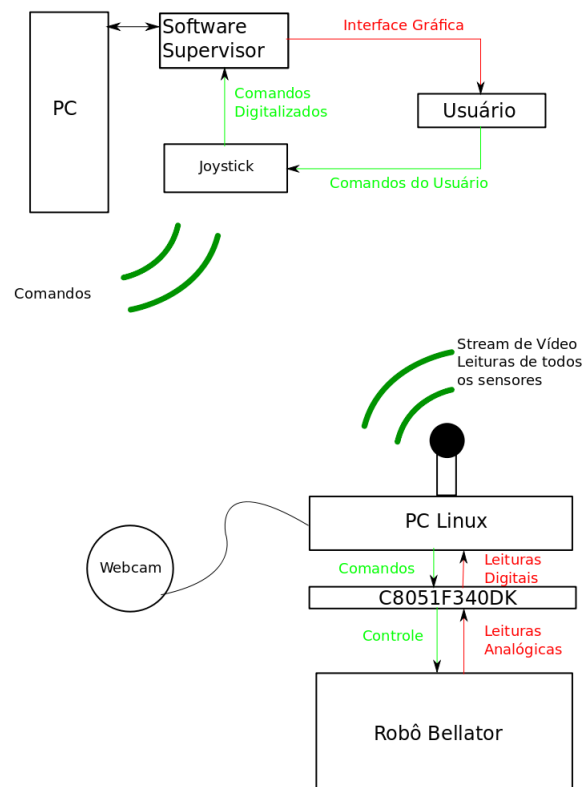 PC
Software
Supervisor
Interface Gráfica
Comandos
Digitalizados
Usuário
Joystick
Comandos do Usuário
Comandos
Stream de Vídeo
Leituras de todos
os sensores
PC Linux
Webcam
Comandos
Leituras
Digitais
C8051F340DK
Controle
Leituras
Analógicas
Robô Bellator